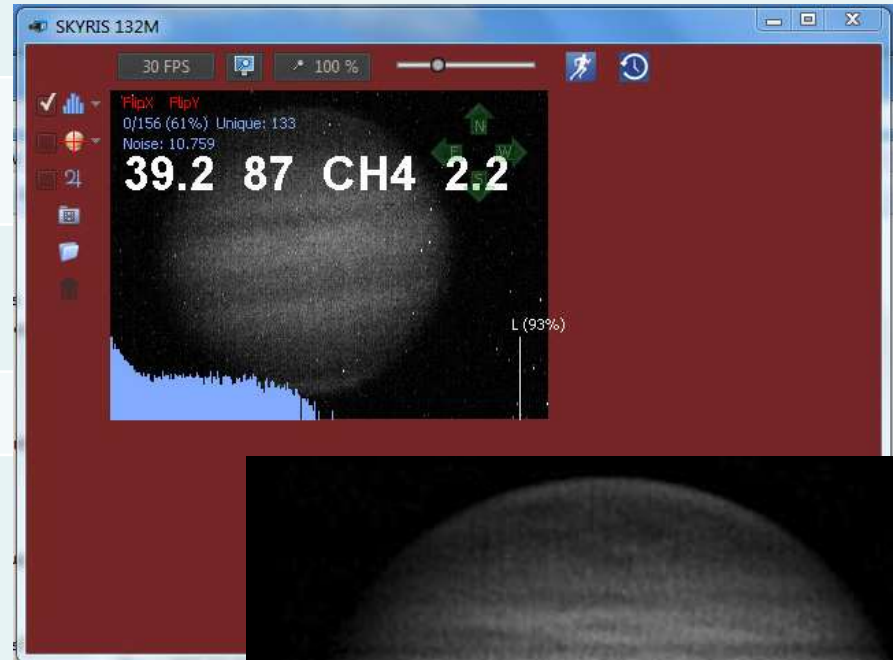 SKYRIS 132M
30 FPS
100 %
FlipX FlipY
0/156 (61%) Unique: 133
Noise: 10.759
N
E W
S
39.2 87 CH4 2.2
L (93%)